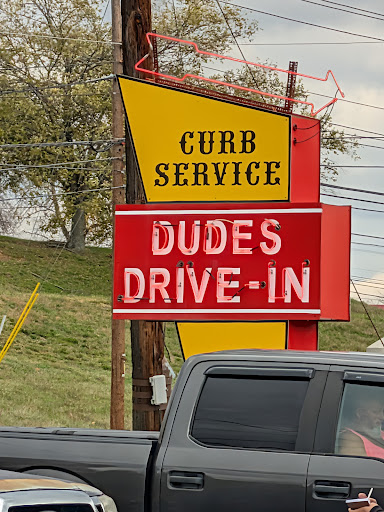 CURB
SERVICE
DUDES
DRIVE-IN